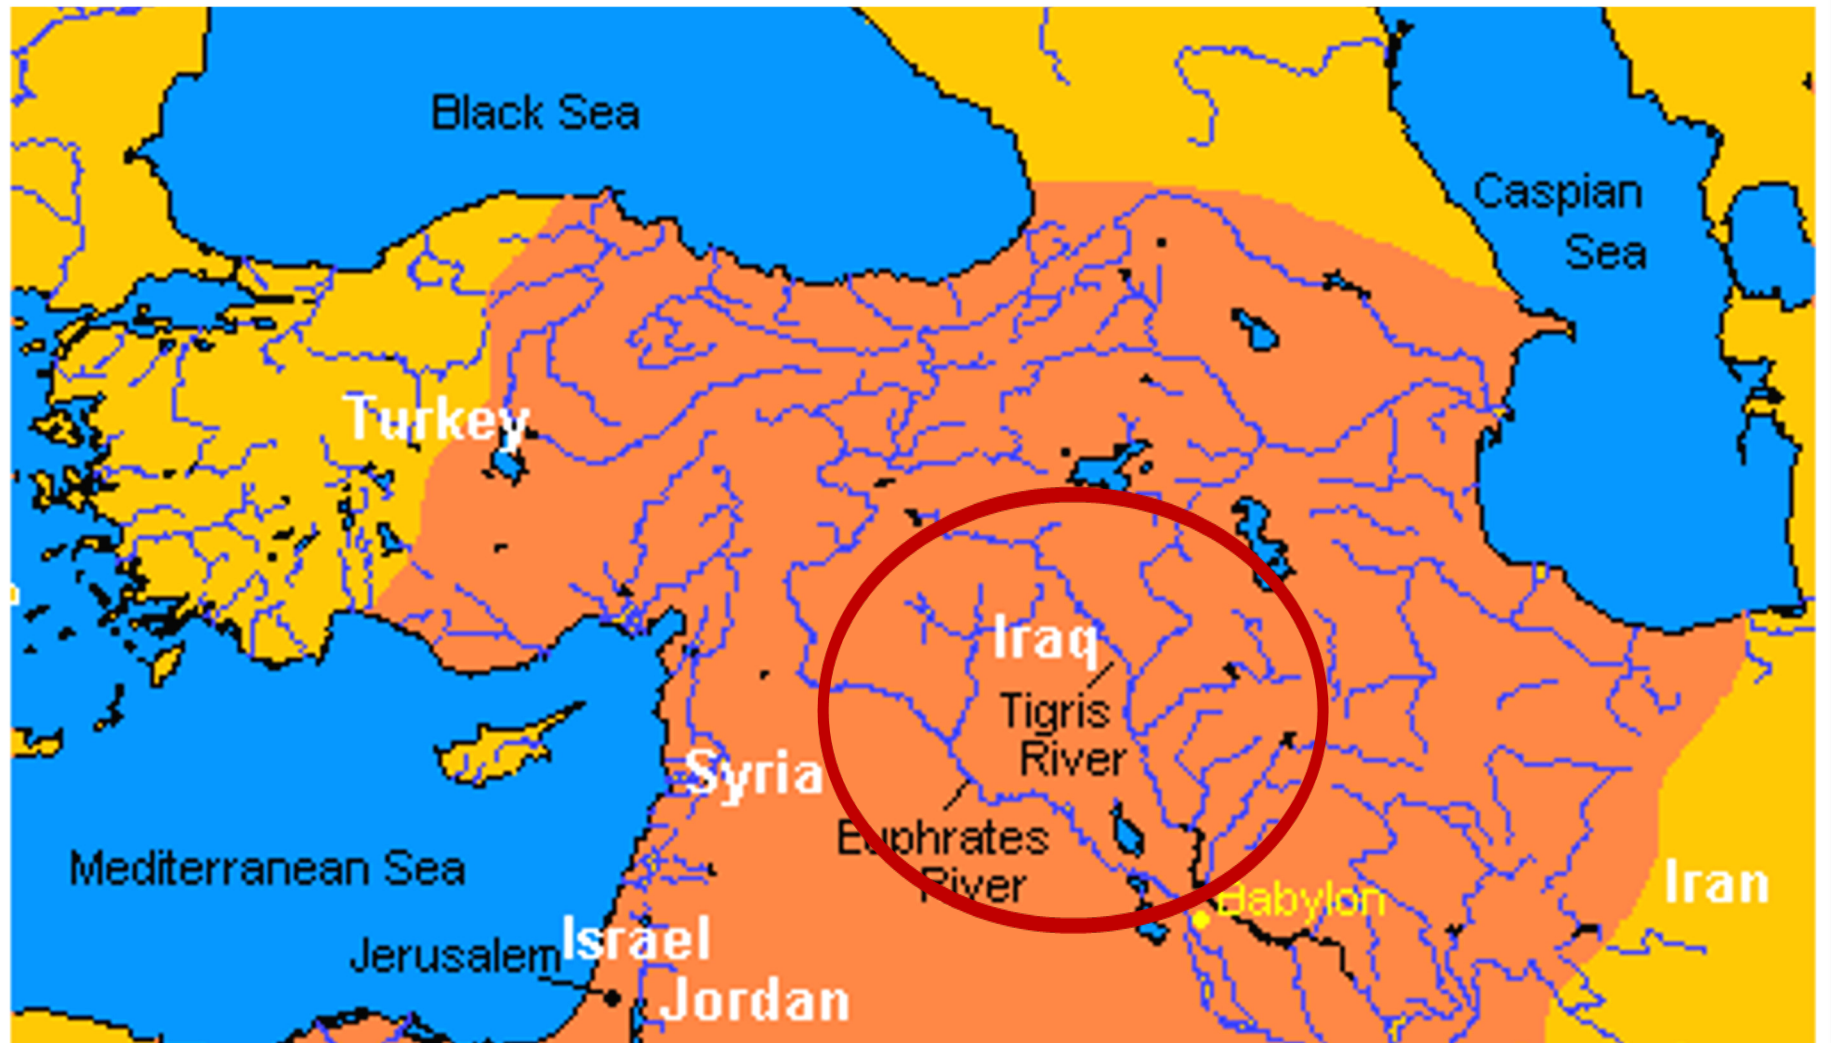 Black Sea
Caspian
Sea
Turkey
Iraq
Tigris
River
Syria
Euphrates
River
Mediterranean Sea
Babylon
Iran
Israel
Jerusalem
Jordan